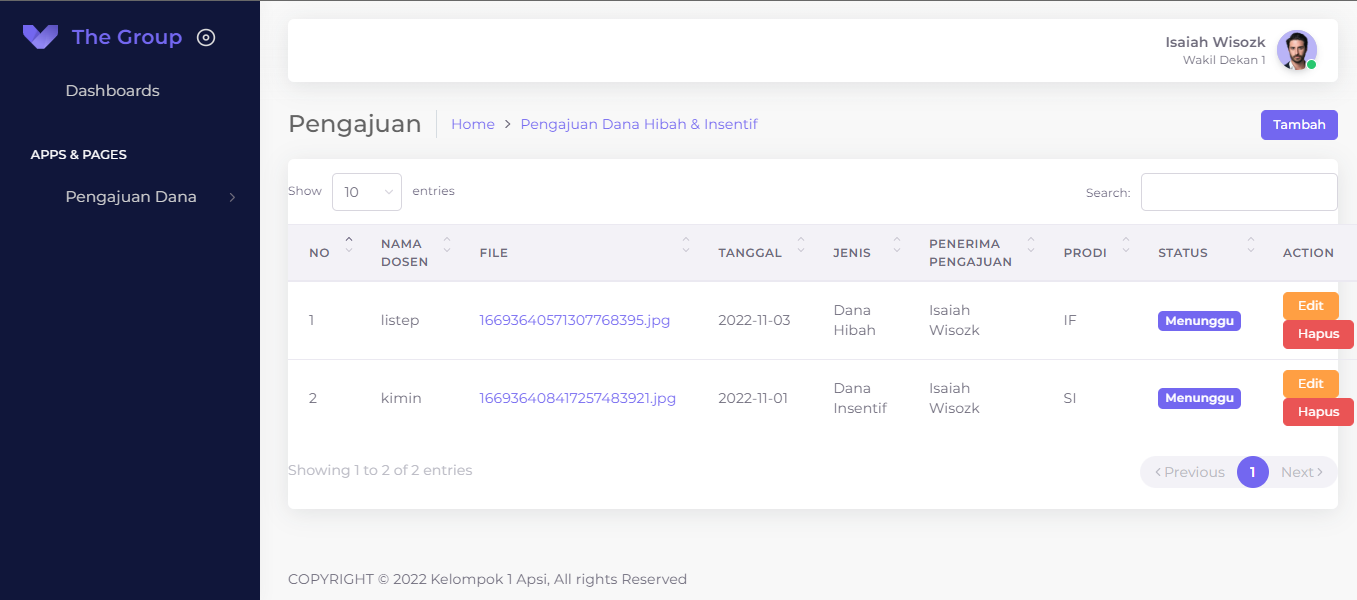 The Group
Isaiah Wisozk
Wakil Dekan 1
Dashboards
APPS & PAGES
Pengajuan Dana
Pengajuan
Home > Pengajuan Dana Hibah & Insentif
Tambah
Show 10 entries
Search:
NO NAMA DOSEN FILE TANGGAL JENIS PENERIMA PENGAJUAN PRODI STATUS ACTION
1 listep 16693640571307768395.jpg 2022-11-03 Dana Hibah Isaiah Wisozk IF Menunggu Edit Hapus
2 kimin 166936408417257483921.jpg 2022-11-01 Dana Insentif Isaiah Wisozk SI Menunggu Edit Hapus
Showing 1 to 2 of 2 entries
Previous 1 Next
COPYRIGHT © 2022 Kelompok 1 Apsi, All rights Reserved